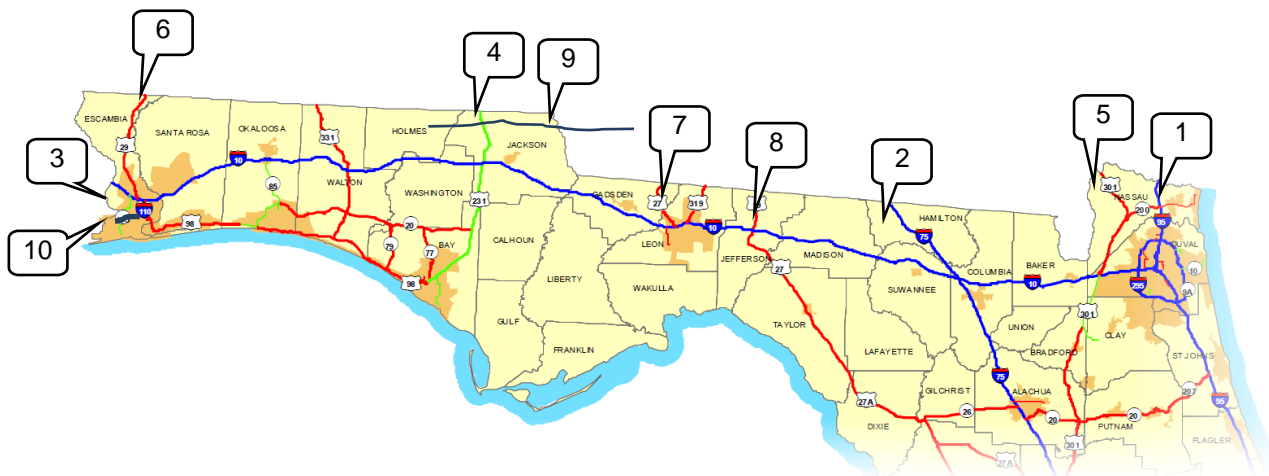 6
4
9
7
8
2
5
1
3
10
ESCAMBIA
SANTA ROSA
OKALOOSA
WALTON
HOLMES
JACKSON
WASHINGTON
BAY
CALHOUN
GULF
LIBERTY
FRANKLIN
GADSDEN
LEON
WAKULLA
JEFFERSON
MADISON
TAYLOR
HAMILTON
SUWANNEE
LAFAYETTE
DIXIE
COLUMBIA
BAKER
UNION
BRADFORD
GILCHRIST
ALACHUA
NASSAU
DUVAL
CLAY
ST JOHNS
PUTNAM
FLAGLER
29
10
110
98
85
331
20
79
77
98
231
27
319
10
27
75
10
301
200
95
295
10
9A
301
75
27A
26
20
20
207
95
301
27A